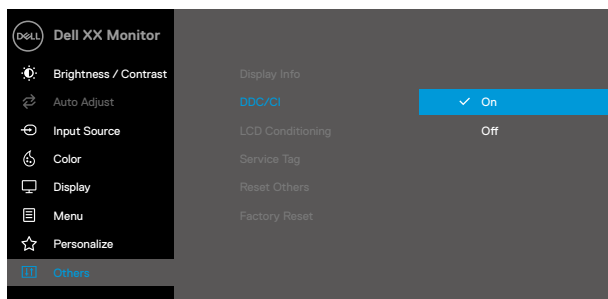 DELL Dell XX Monitor
Brightness / Contrast Display Info
Auto Adjust DDC/CI On
Input Source LCD Conditioning Off
Color Service Tag
Display Reset Others
Menu Factory Reset
Personalize
Others